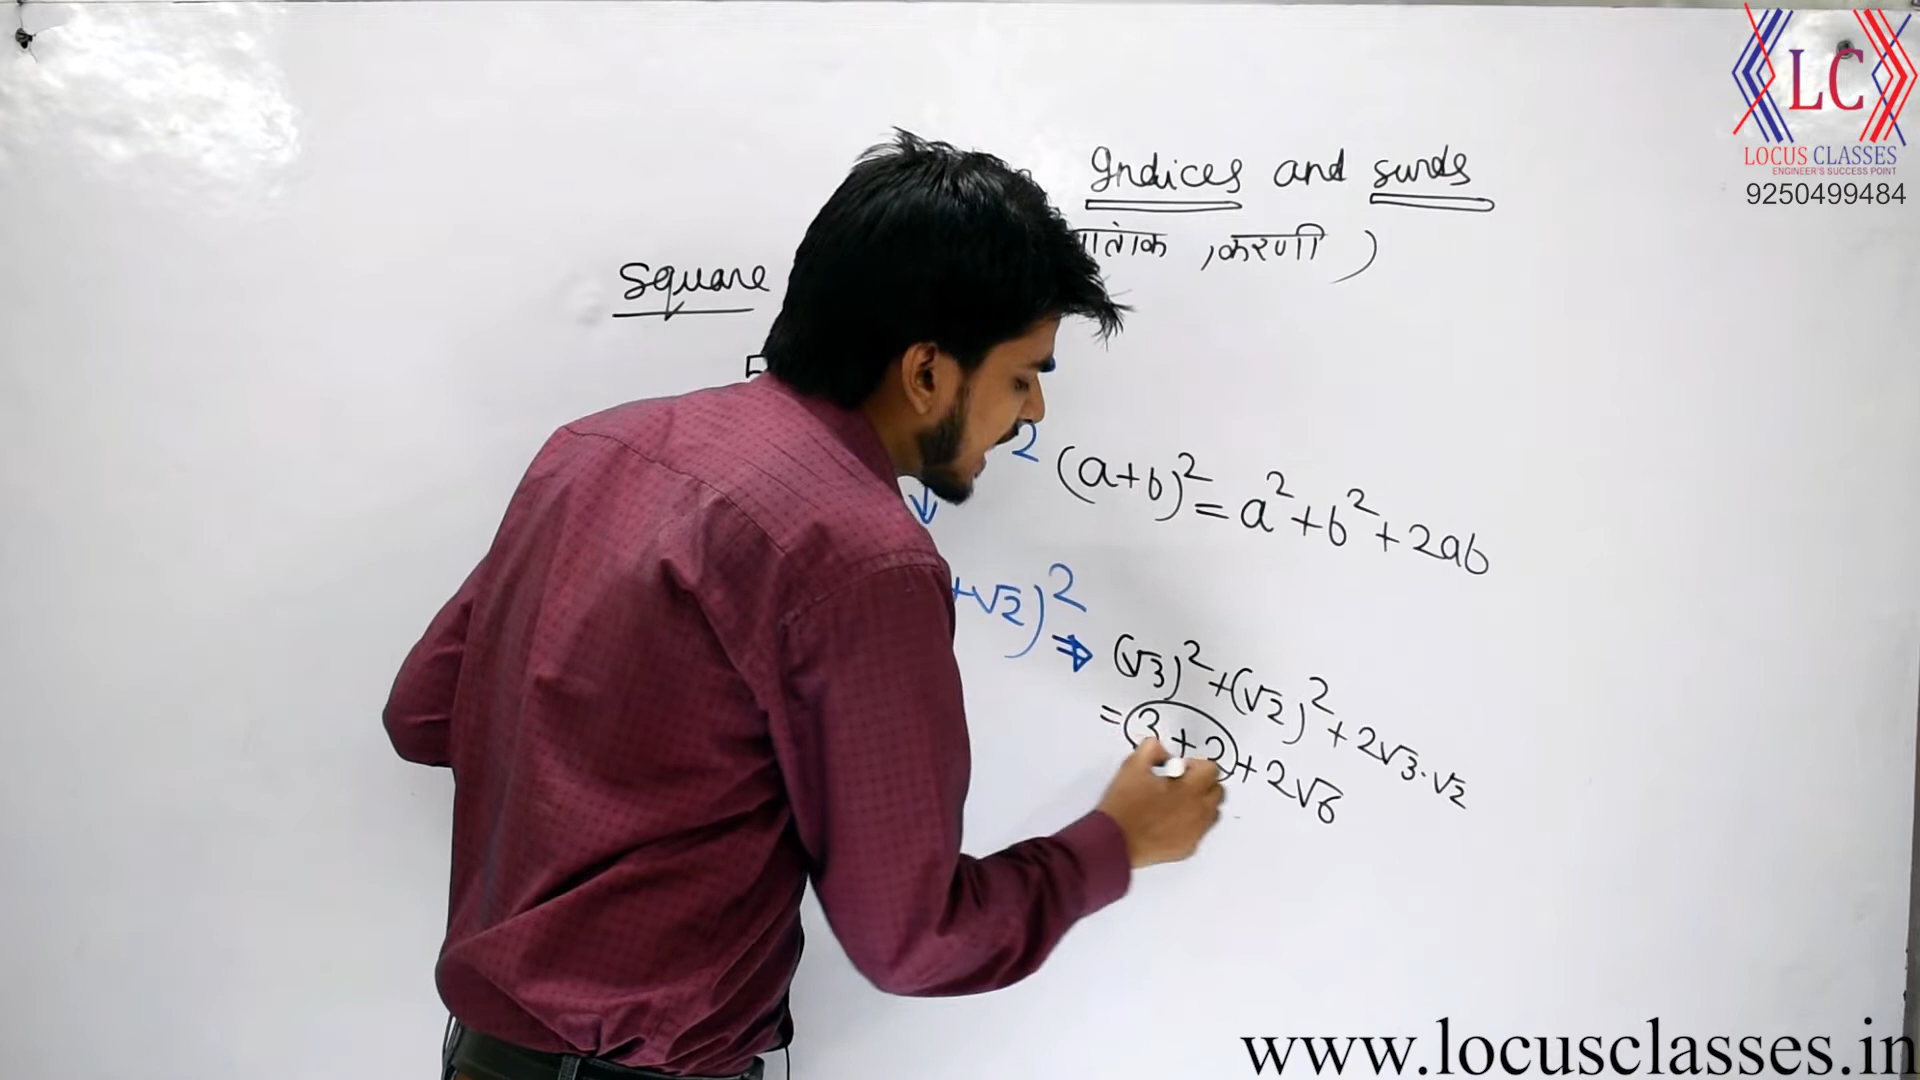 LC
LOCUS CLASSES
ENGINEER'S SUCCESS POINT
9250499484
Indices and surds
, करणी )
Square
2 (a+b)² = a² + b² + 2ab
+√2)² ⇒ (√3)² + (√2)² + 2√3.√2
= 3 + 2 + 2√6
www.locusclasses.in